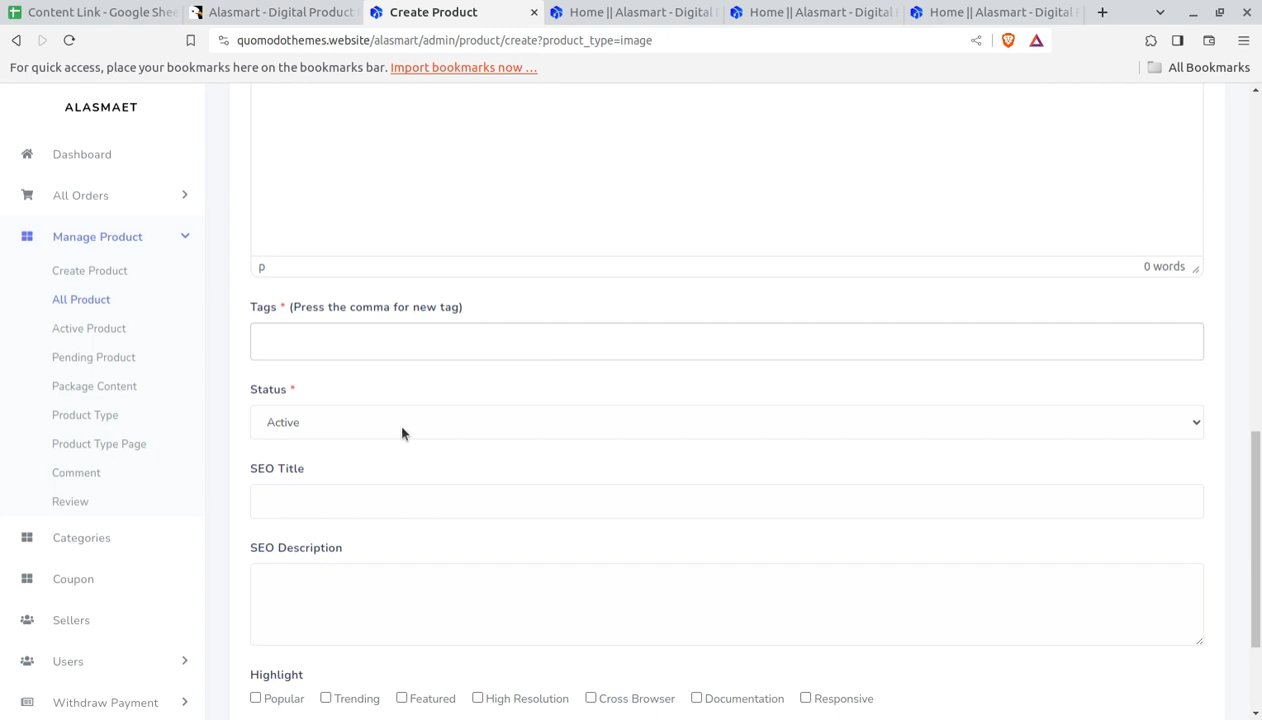 Content Link - Google Shee
Alasmart - Digital Product
Create Product
Home || Alasmart - Digital
Home || Alasmart - Digital
Home || Alasmart - Digital
quomodothemes.website/alasmart/admin/product/create?product_type=image
For quick access, place your bookmarks here on the bookmarks bar. Import bookmarks now ...
All Bookmarks
ALASMAET
Dashboard
All Orders
Manage Product
Create Product
All Product
Active Product
Pending Product
Package Content
Product Type
Product Type Page
Comment
Review
Categories
Coupon
Sellers
Users
Withdraw Payment
p
0 words
Tags * (Press the comma for new tag)
Status *
Active
SEO Title
SEO Description
Highlight
Popular Trending Featured High Resolution Cross Browser Documentation Responsive